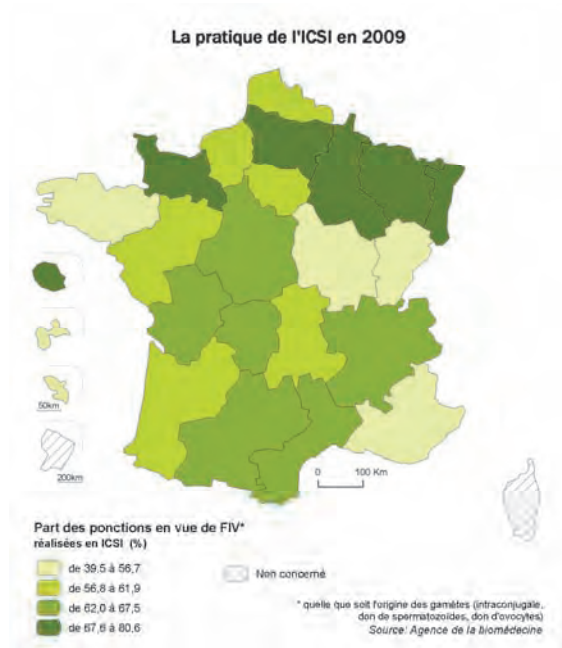 La pratique de l'ICSI en 2009
50km
200km
0 100 Km
Part des ponctions en vue de FIV*
réalisées en ICSI (%)
de 39,5 à 56,7
de 56,8 à 61,9
de 62,0 à 67,5
de 67,6 à 80,6
Non concerné
* quelle que soit l'origine des gamètes (intraconjugale,
don de spermatozoïdes, don d'ovocytes)
Source: Agence de la biomédecine